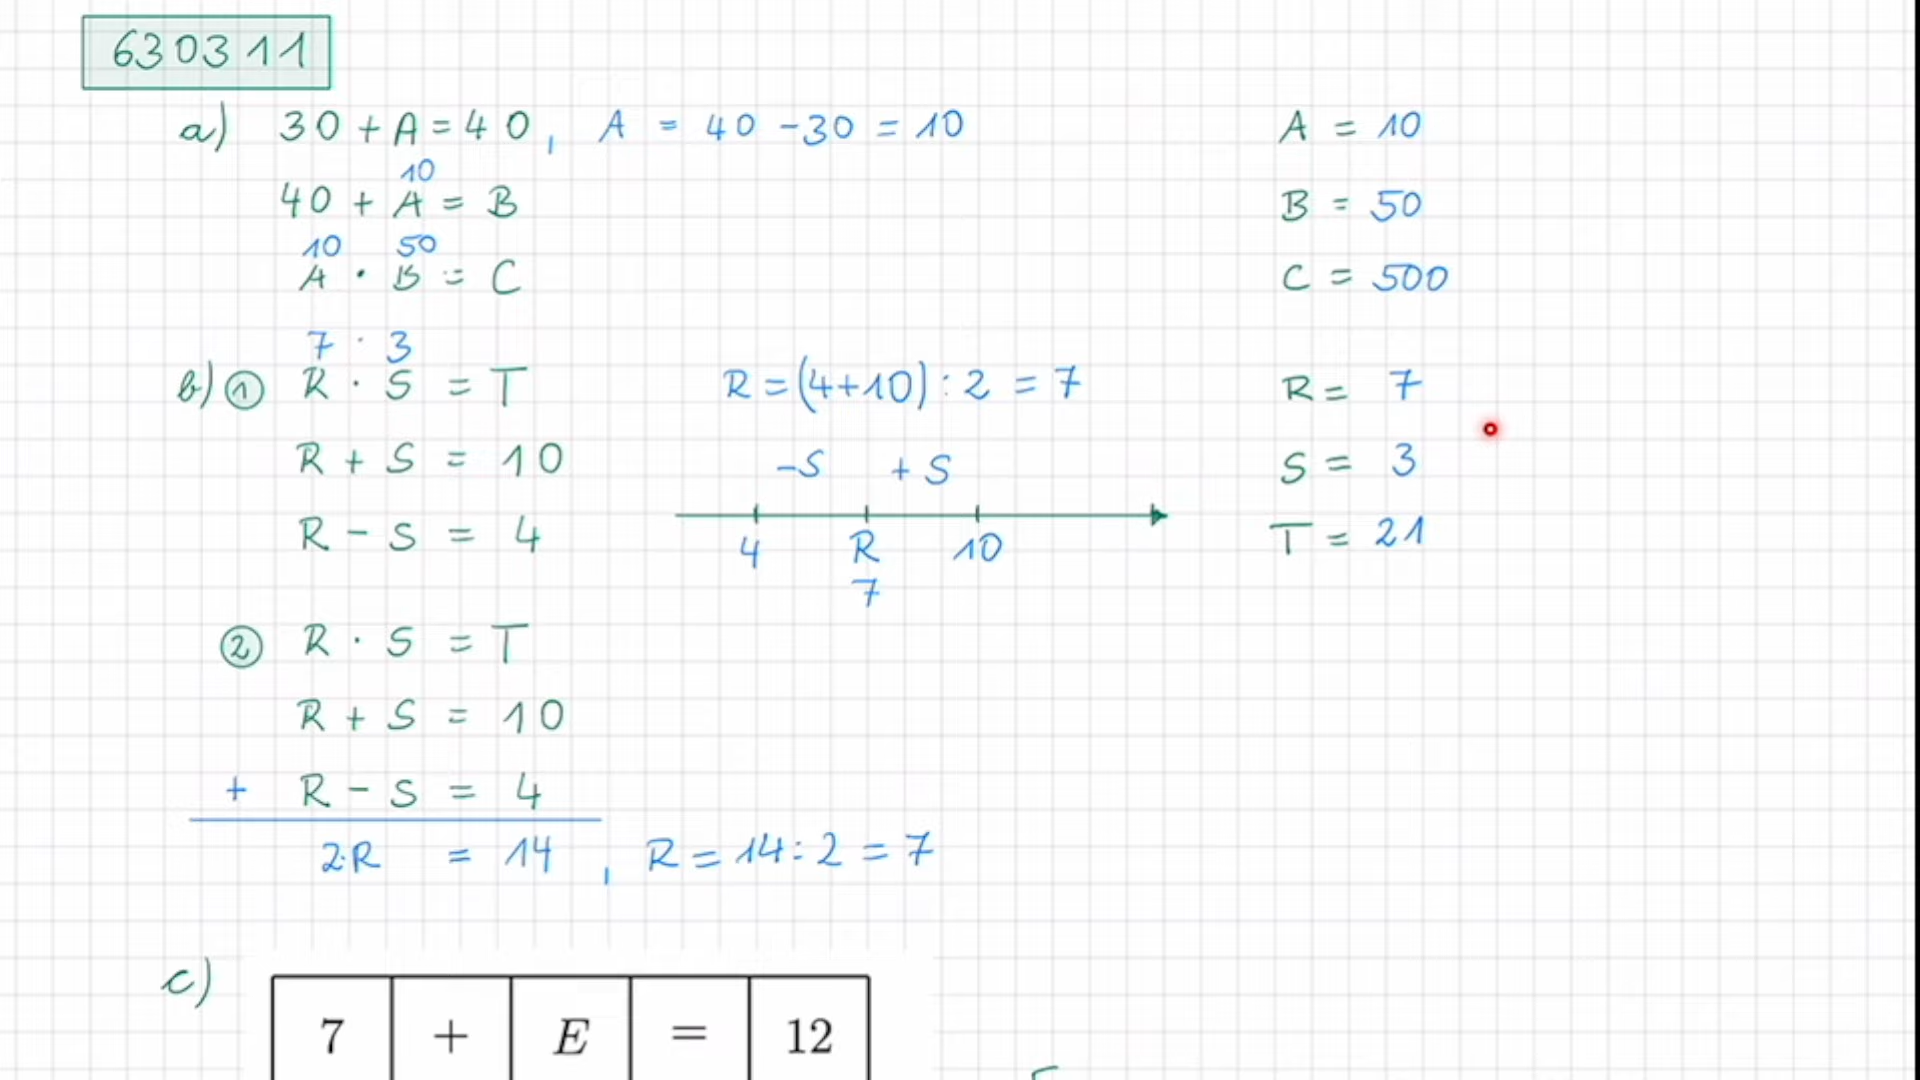 630311
a) 30 + A = 40, A = 40 - 30 = 10
A = 10
10
40 + A = B
B = 50
10 50
A · B = C
C = 500
7 · 3
b) ① R · S = T
R = (4+10) : 2 = 7
R = 7
R + S = 10
-S +S
S = 3
R - S = 4
4 R 10
7
T = 21
② R · S = T
R + S = 10
+ R - S = 4
2·R = 14, R = 14 : 2 = 7
c)
7 + E = 12